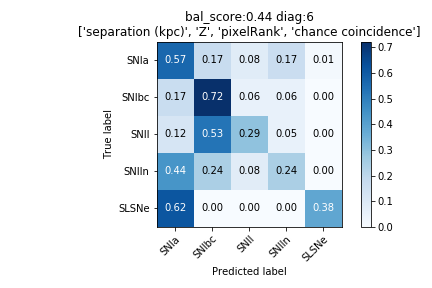 bal_score:0.44 diag:6
['separation (kpc)', 'Z', 'pixelRank', 'chance coincidence']
True label
SNIa 0.57 0.17 0.08 0.17 0.01
SNIbc 0.17 0.72 0.06 0.06 0.00
SNII 0.12 0.53 0.29 0.05 0.00
SNIIn 0.44 0.24 0.08 0.24 0.00
SLSNe 0.62 0.00 0.00 0.00 0.38
SNIa SNIbc SNII SNIIn SLSNe
Predicted label
0.7
0.6
0.5
0.4
0.3
0.2
0.1
0.0